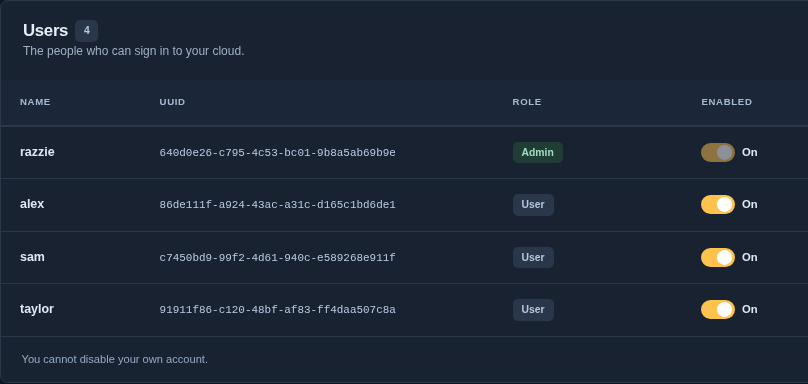 Users 4
The people who can sign in to your cloud.
NAME UUID ROLE ENABLED
razzie 640d0e26-c795-4c53-bc01-9b8a5ab69b9e Admin On
alex 86de111f-a924-43ac-a31c-d165c1bd6de1 User On
sam c7450bd9-99f2-4d61-940c-e589268e911f User On
taylor 91911f86-c120-48bf-af83-ff4daa507c8a User On
You cannot disable your own account.